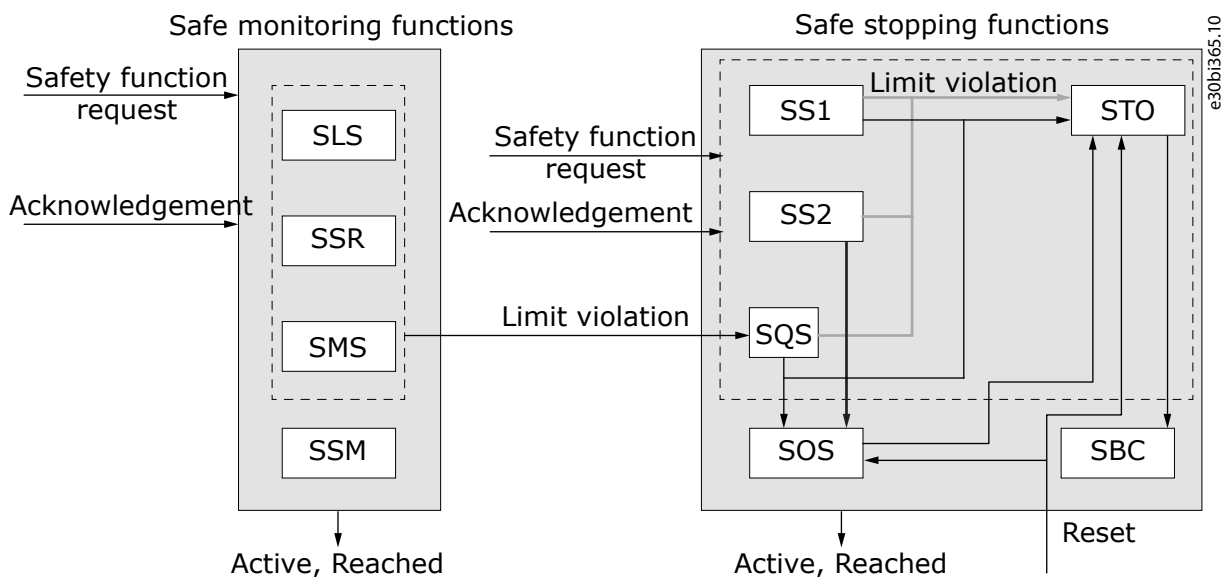 Safe monitoring functions
Safety function
request
SLS
Acknowledgement
SSR
SMS
SSM
Active, Reached
Limit violation
Safe stopping functions
Safety function
request
Acknowledgement
SS1
Limit violation
STO
SS2
SQS
SOS
SBC
Active, Reached
Reset
e30bi365.10